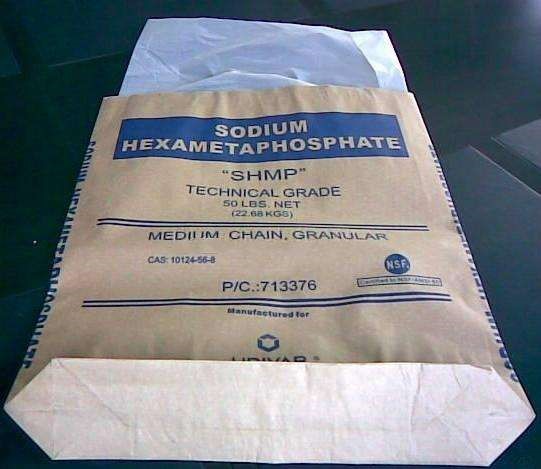 SODIUM
HEXAMETAPHOSPHATE
"SHMP"
TECHNICAL GRADE
50 LBS. NET
(22.68 KGS)
MEDIUM CHAIN, GRANULAR
CAS: 10124-56-8
NSF
P/C.:713376
Manufactured for